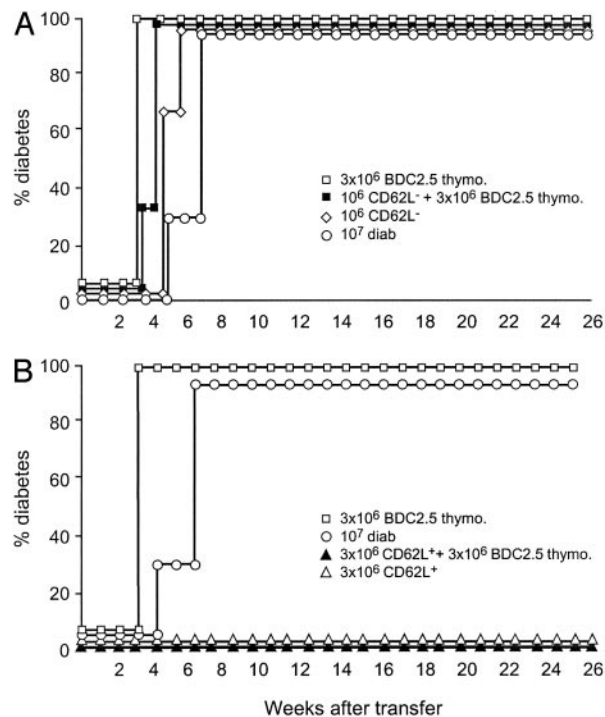 A
100
80
60
40
20
0
% diabetes
3x10⁶ BDC2.5 thymo.
10⁶ CD62L⁻ + 3x10⁶ BDC2.5 thymo.
10⁶ CD62L⁻
10⁷ diab
2 4 6 8 10 12 14 16 18 20 22 24 26
B
100
80
60
40
20
0
% diabetes
3x10⁶ BDC2.5 thymo.
10⁷ diab
3x10⁶ CD62L⁺+ 3x10⁶ BDC2.5 thymo.
3x10⁶ CD62L⁺
2 4 6 8 10 12 14 16 18 20 22 24 26
Weeks after transfer